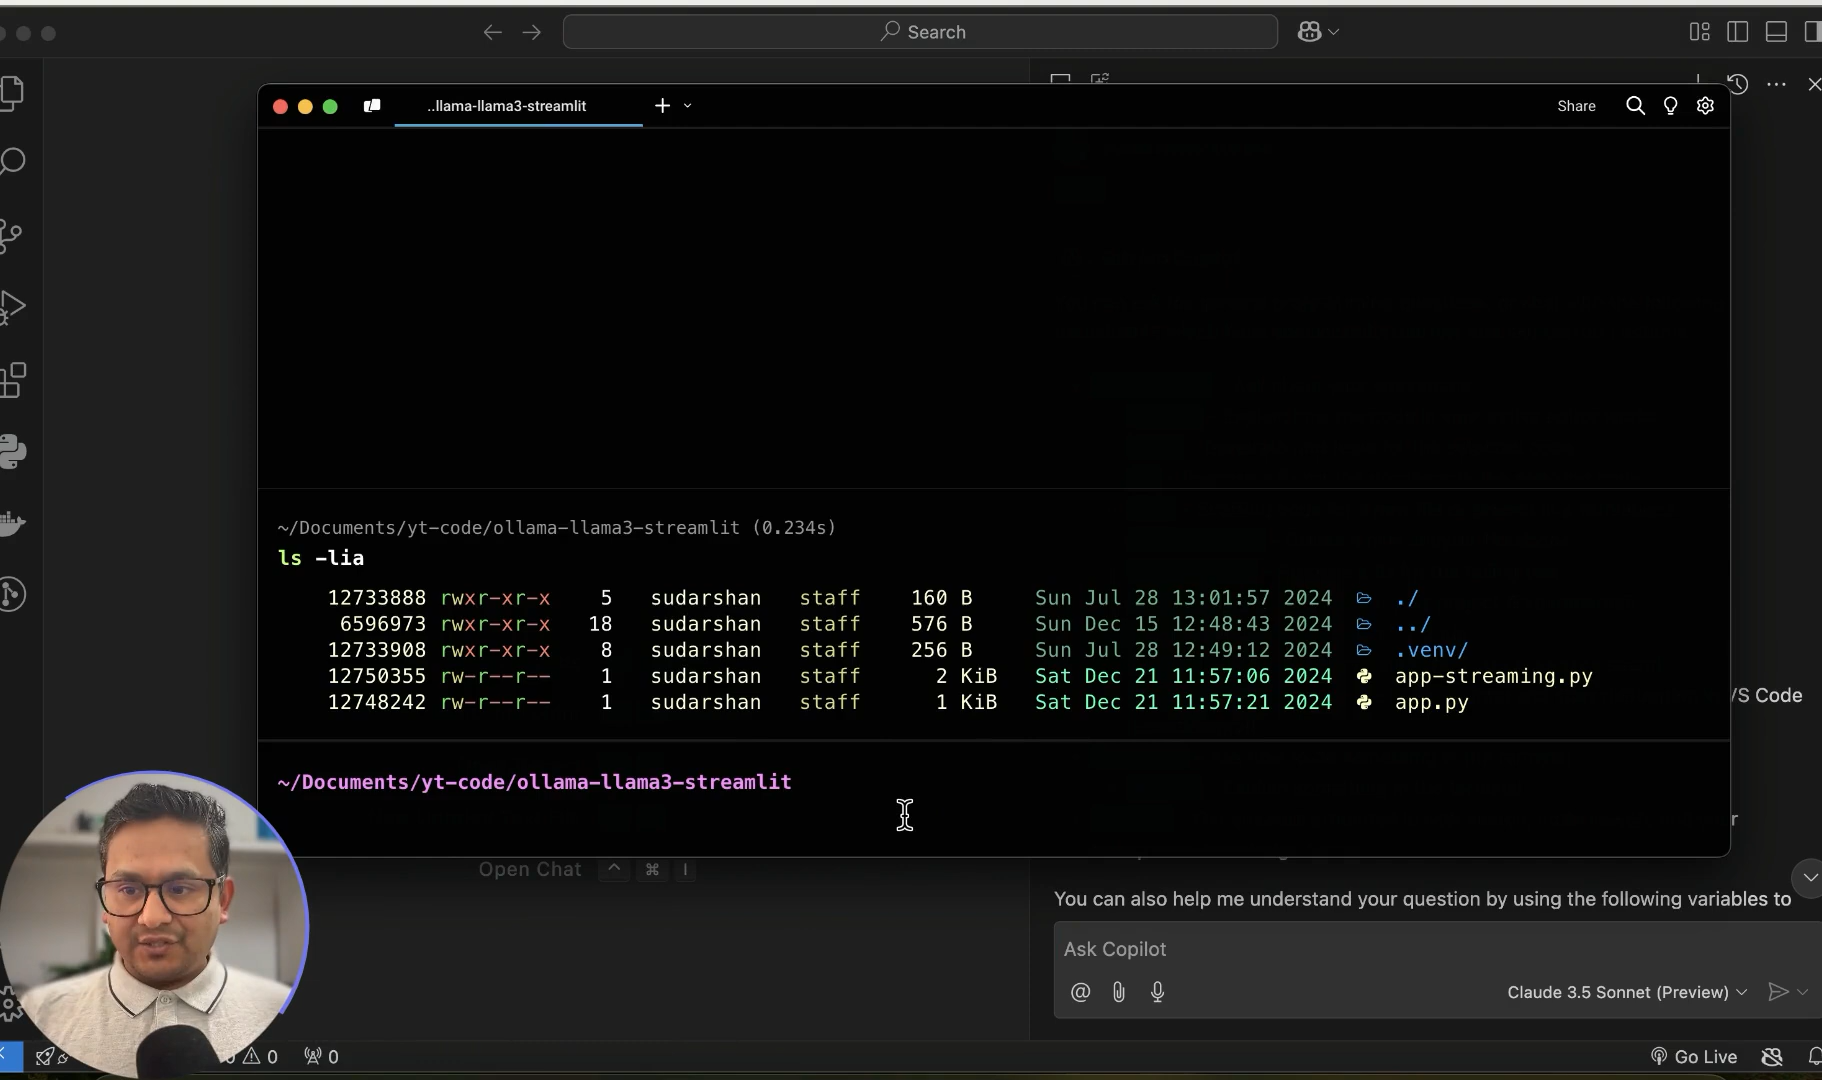 Search
..llama-llama3-streamlit
Share
~/Documents/yt-code/ollama-llama3-streamlit (0.234s)
ls -lia
12733888 rwxr-xr-x 5 sudarshan staff 160 B Sun Jul 28 13:01:57 2024 ./
6596973 rwxr-xr-x 18 sudarshan staff 576 B Sun Dec 15 12:48:43 2024 ../
12733908 rwxr-xr-x 8 sudarshan staff 256 B Sun Jul 28 12:49:12 2024 .venv/
12750355 rw-r--r-- 1 sudarshan staff 2 KiB Sat Dec 21 11:57:06 2024 app-streaming.py
12748242 rw-r--r-- 1 sudarshan staff 1 KiB Sat Dec 21 11:57:21 2024 app.py
/S Code
~/Documents/yt-code/ollama-llama3-streamlit
r
Open Chat ^ ⌘ I
You can also help me understand your question by using the following variables to
Ask Copilot
@ Claude 3.5 Sonnet (Preview)
0 0 0 Go Live